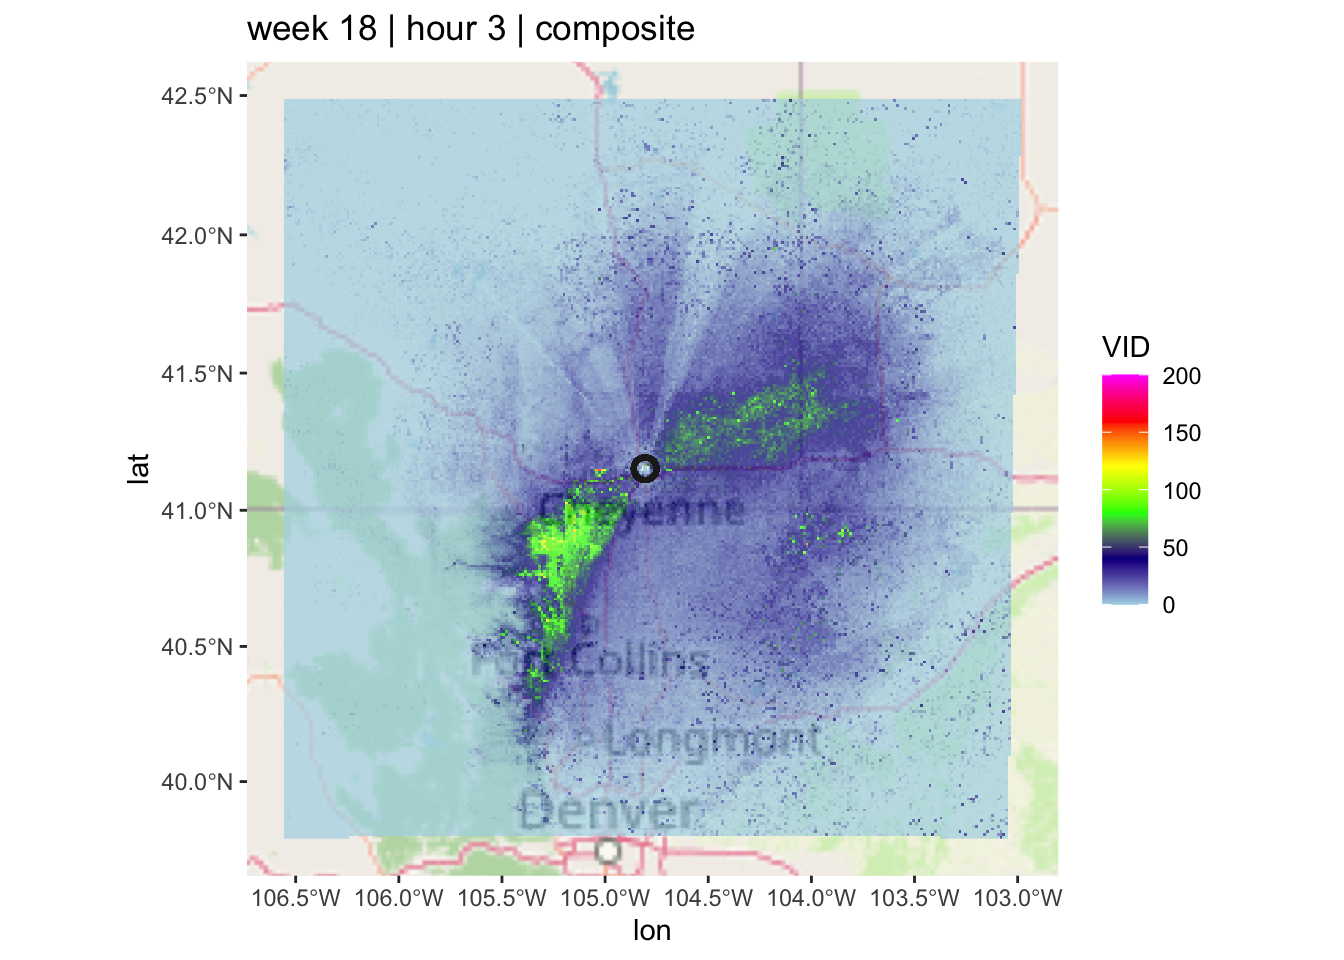 week 18 | hour 3 | composite
42.5°N
42.0°N
41.5°N
41.0°N
40.5°N
40.0°N
lat
Cheyenne
Fort Collins
Longmont
Denver
106.5°W 106.0°W 105.5°W 105.0°W 104.5°W 104.0°W 103.5°W 103.0°W
lon
VID
200
150
100
50
0